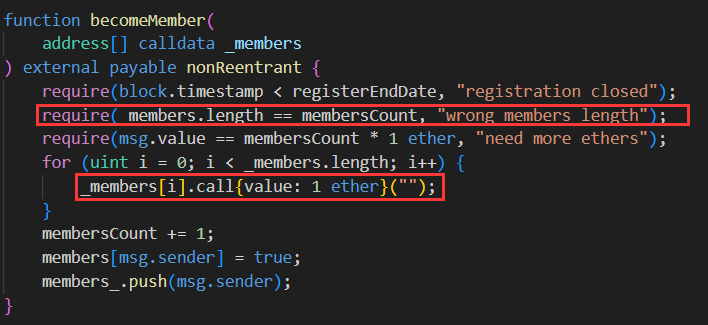 function becomeMember(
address[] calldata _members
) external payable nonReentrant {
require(block.timestamp < registerEndDate, "registration closed");
require(_members.length == membersCount, "wrong members length");
require(msg.value == membersCount * 1 ether, "need more ethers");
for (uint i = 0; i < _members.length; i++) {
_members[i].call{value: 1 ether}("");
}
membersCount += 1;
members[msg.sender] = true;
members_.push(msg.sender);
}